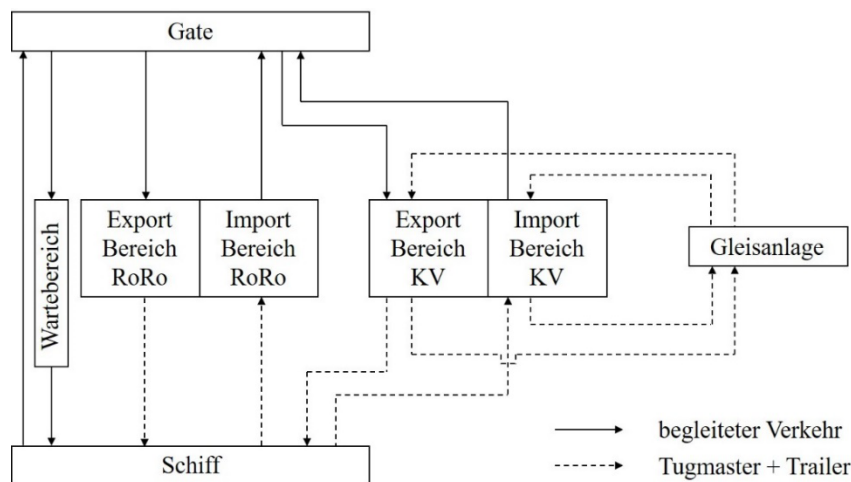 Gate
Wartebereich
Export
Bereich
RoRo
Import
Bereich
RoRo
Export
Bereich
KV
Import
Bereich
KV
Gleisanlage
Schiff
begleiteter Verkehr
Tugmaster + Trailer